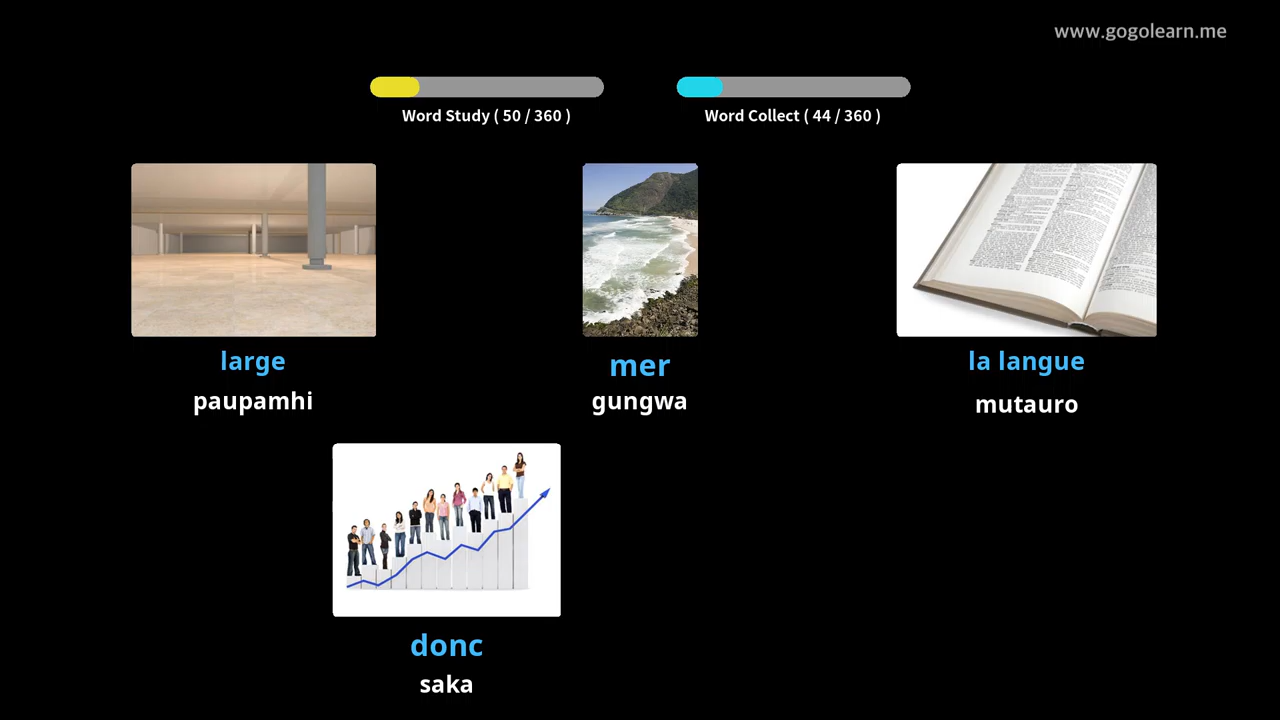 www.gogolearn.me
Word Study ( 50 / 360 )
Word Collect ( 44 / 360 )
large
paupamhi
mer
gungwa
la langue
mutauro
donc
saka